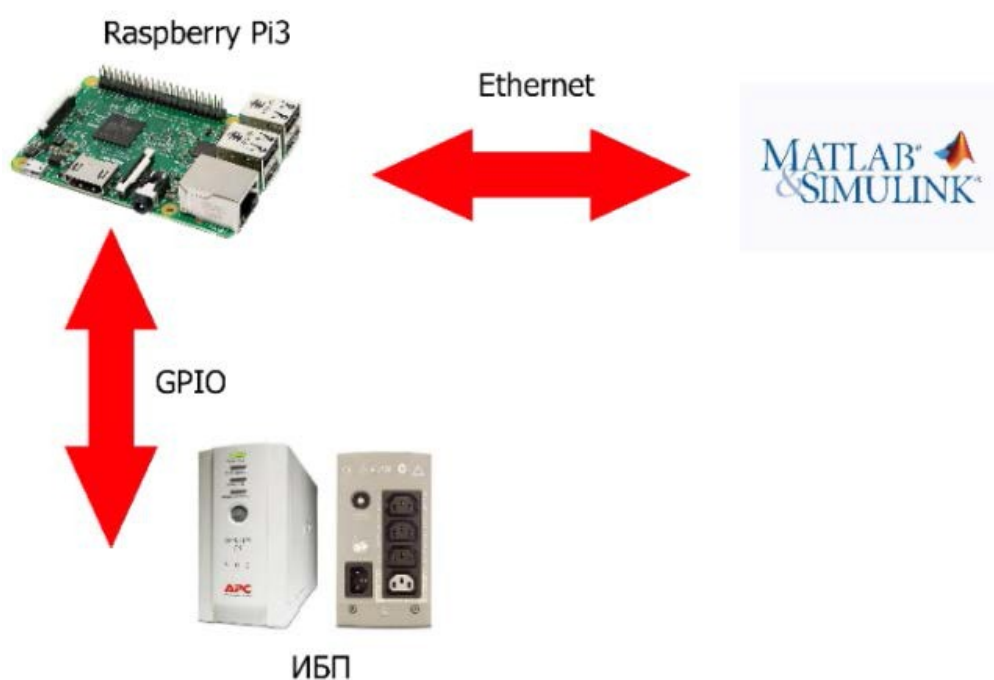 Raspberry Pi3
Ethernet
MATLAB®
&SIMULINK
GPIO
APC
ИБП